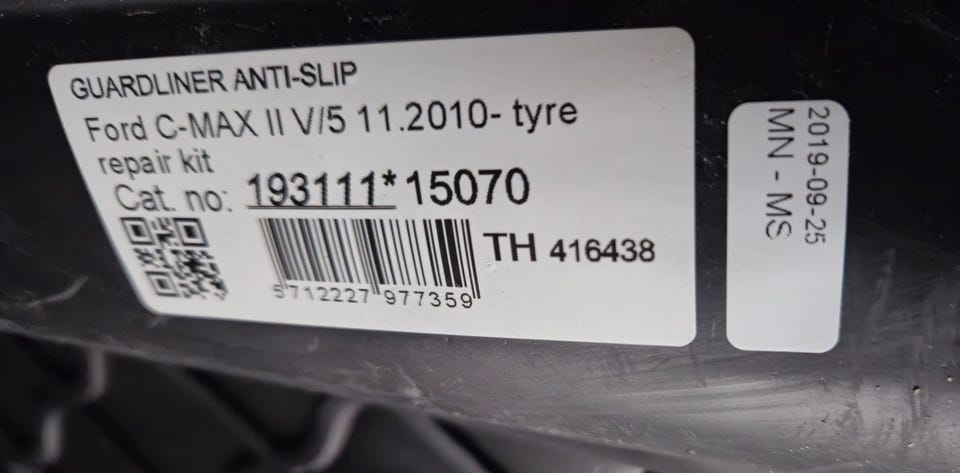 GUARDLINER ANTI-SLIP
Ford C-MAX II V/5 11.2010- tyre
repair kit
Cat. no: 193111*15070
TH 416438
5712227 977359
2019-09-25
MN - MS